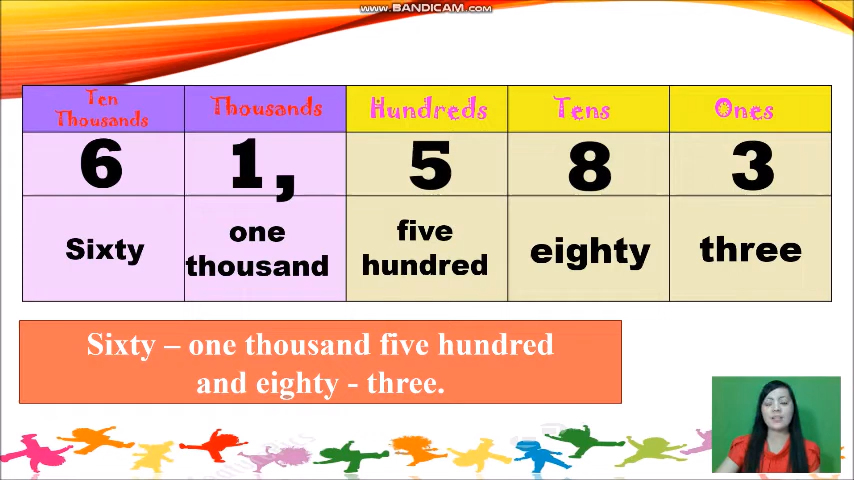 www.BANDICAM.com
Ten
Thousands
Thousands
Hundreds
Tens
Ones
6
1,
5
8
3
Sixty
one
thousand
five
hundred
eighty
three
Sixty – one thousand five hundred
and eighty - three.